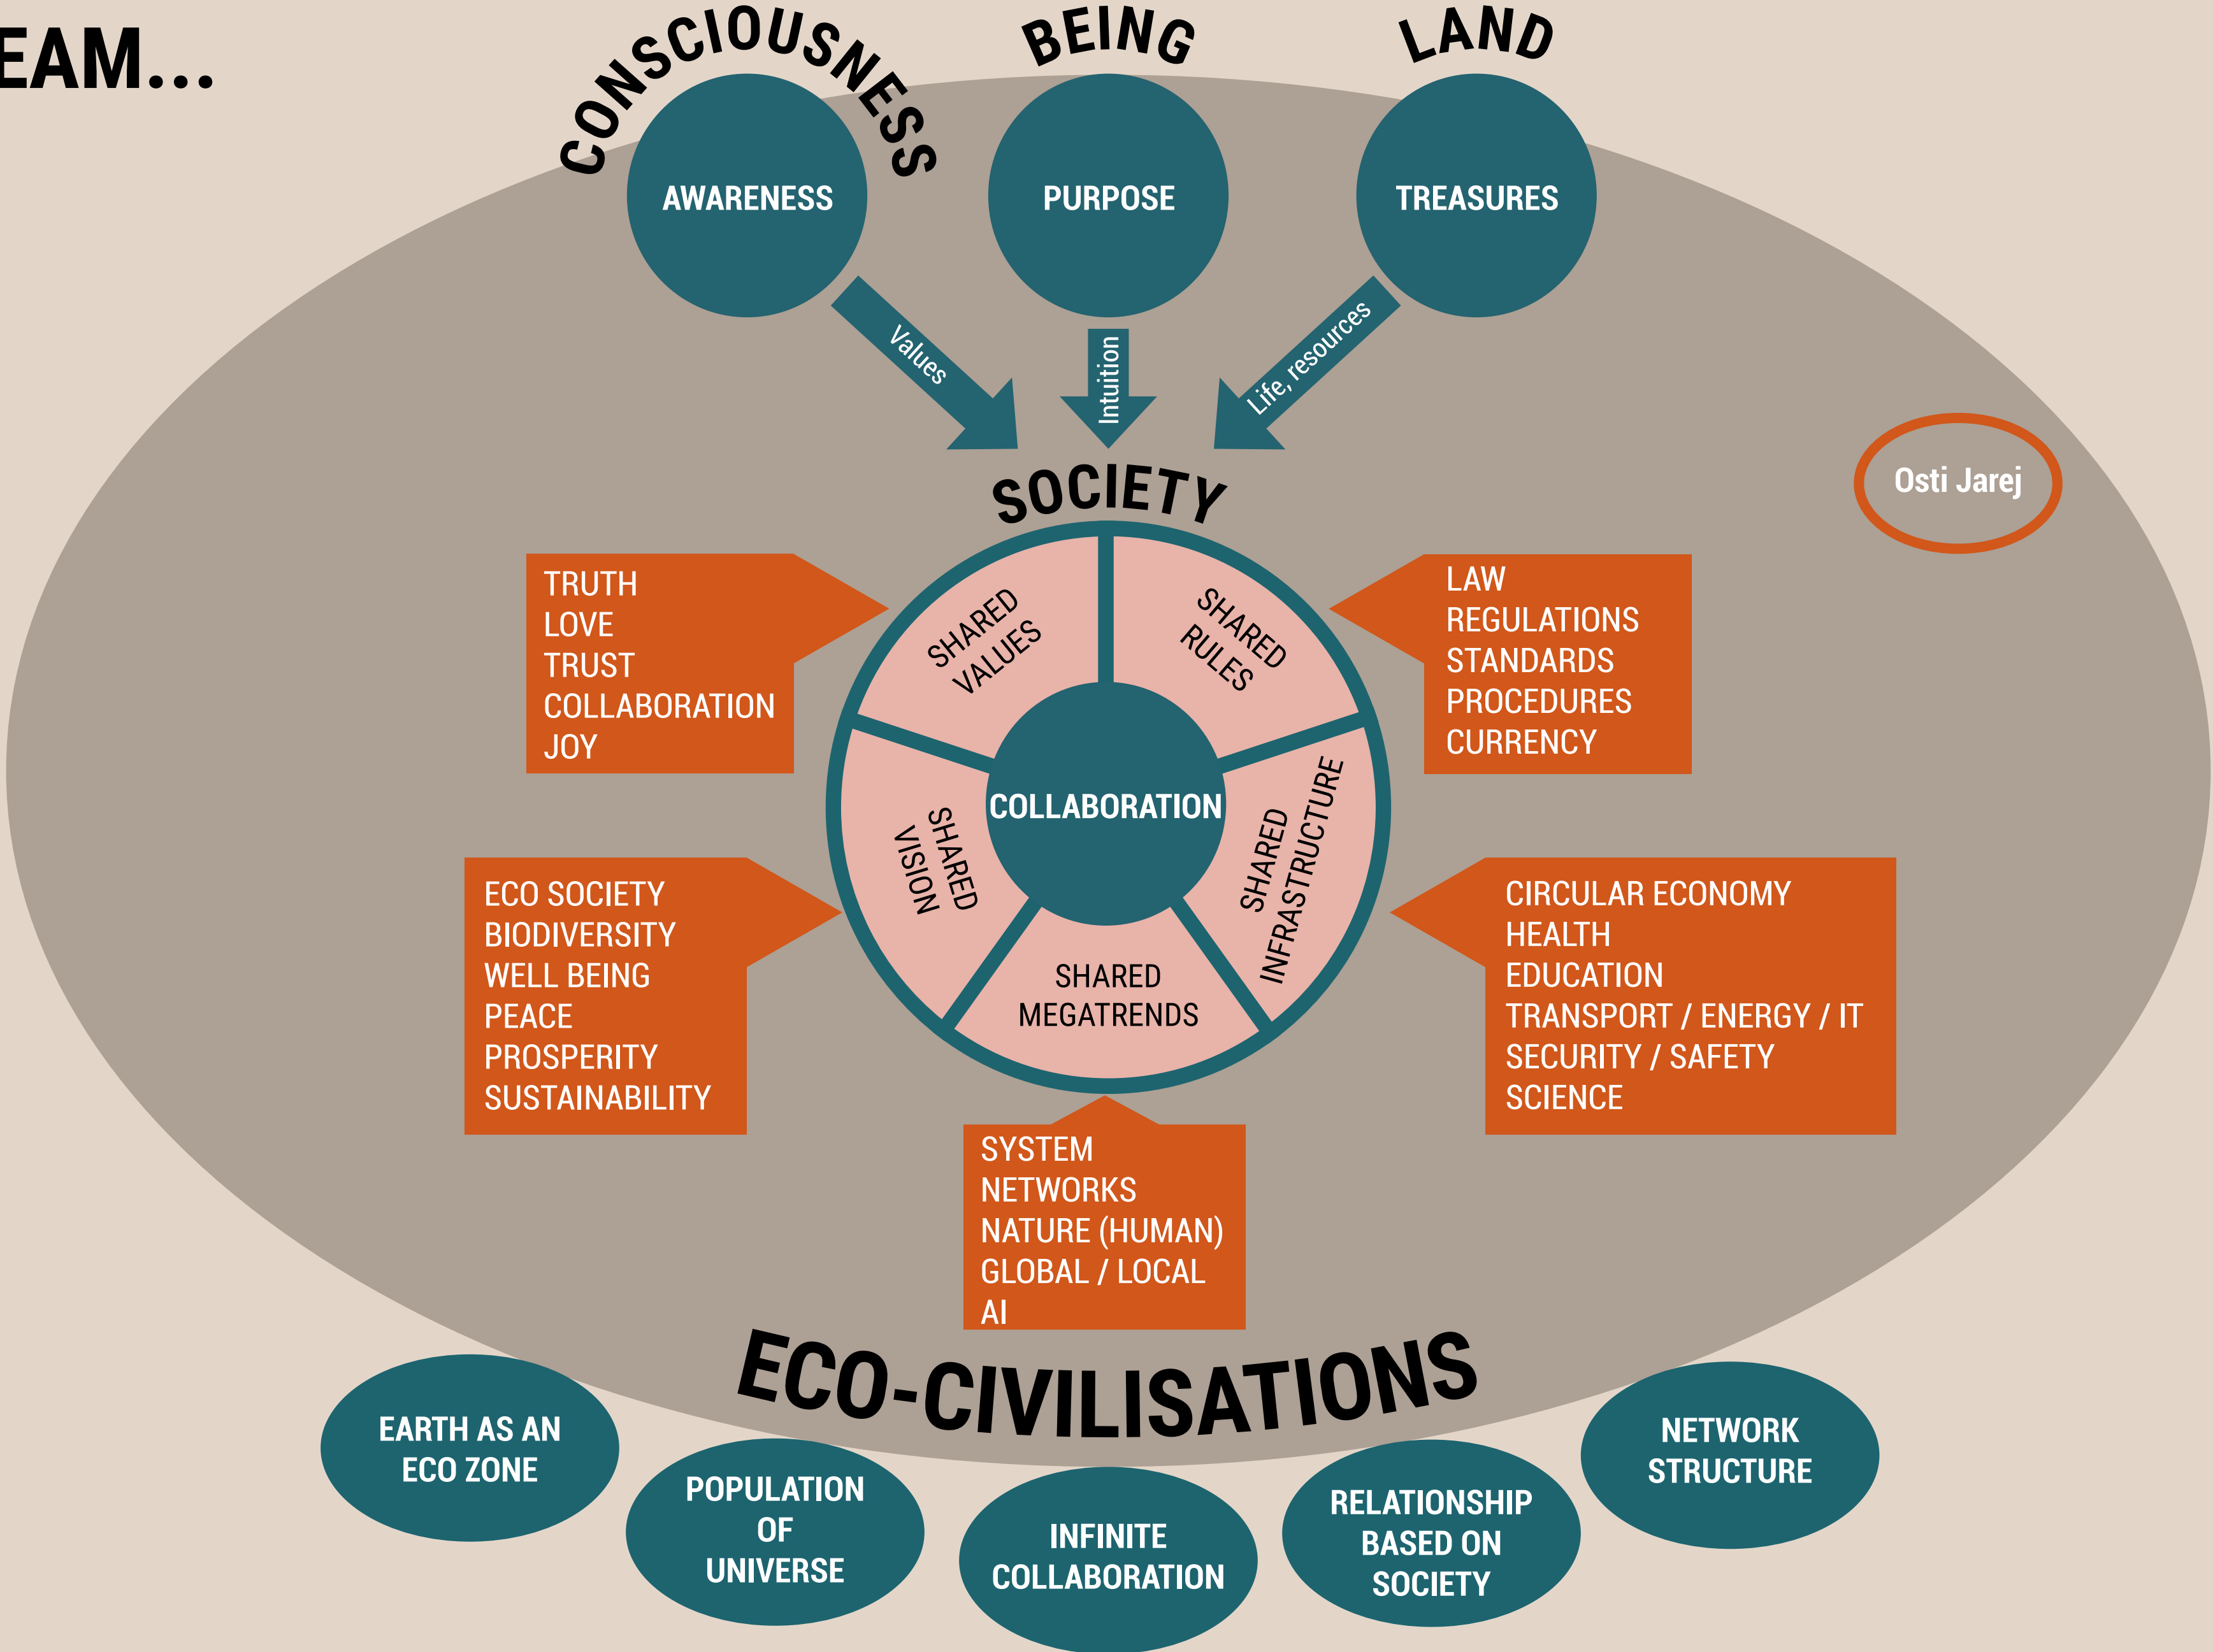 EAM...
CONSCIOUSNESS
BEING
LAND
AWARENESS
PURPOSE
TREASURES
Values
Intuition
Life, resources
SOCIETY
Osti Jarej
TRUTH
LOVE
TRUST
COLLABORATION
JOY
SHARED
VALUES
SHARED
RULES
LAW
REGULATIONS
STANDARDS
PROCEDURES
CURRENCY
COLLABORATION
ECO SOCIETY
BIODIVERSITY
WELL BEING
PEACE
PROSPERITY
SUSTAINABILITY
SHARED
VISION
SHARED
INFRASTRUCTURE
SHARED
MEGATRENDS
CIRCULAR ECONOMY
HEALTH
EDUCATION
TRANSPORT / ENERGY / IT
SECURITY / SAFETY
SCIENCE
SYSTEM
NETWORKS
NATURE (HUMAN)
GLOBAL / LOCAL
AI
ECO-CIVILISATIONS
EARTH AS AN
ECO ZONE
POPULATION
OF
UNIVERSE
INFINITE
COLLABORATION
RELATIONSHIP
BASED ON
SOCIETY
NETWORK
STRUCTURE